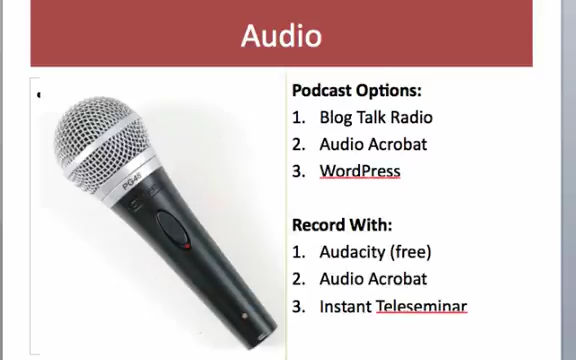 Audio
Podcast Options:
1. Blog Talk Radio
2. Audio Acrobat
3. WordPress
Record With:
1. Audacity (free)
2. Audio Acrobat
3. Instant Teleseminar
PG48